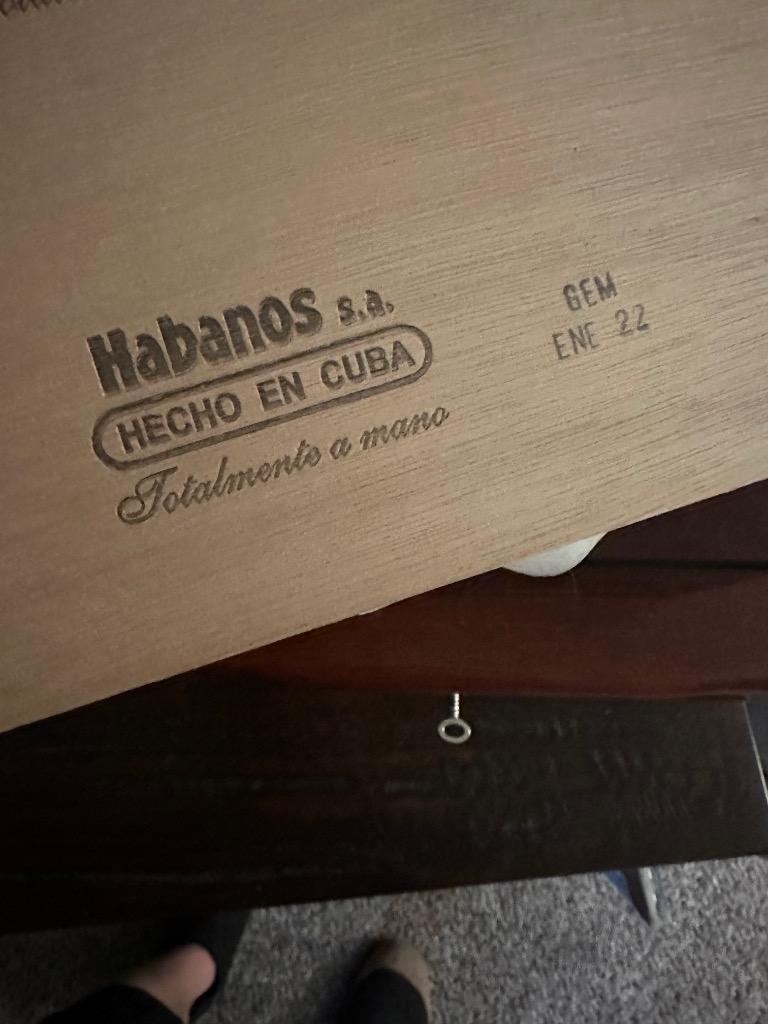 Habanos s.a.
HECHO EN CUBA
Totalmente a mano
GEM
ENE 22